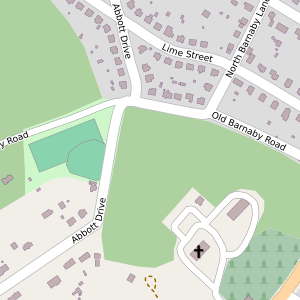 Abbott Drive
Lime Street
North Barnaby Lane
Old Barnaby Road
y Road
Abbott Drive